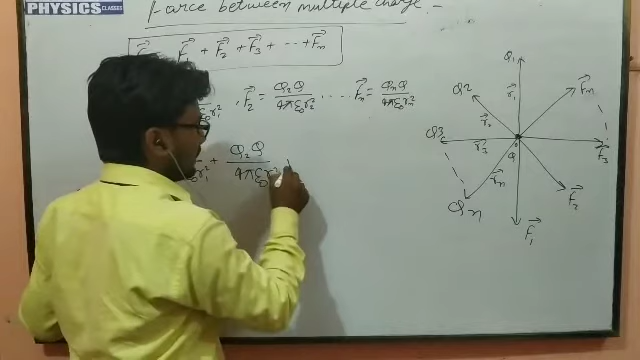 PHYSICS CLASSES
Force between multiple charge.
F⃗ = F⃗₁ + F⃗₂ + F⃗₃ + --- + F⃗n
, F⃗₂ = Q₂Q / 4πε₀r₂² , .... F⃗n = QnQ / 4πε₀rn²
ε₀r₁² + Q₂Q / 4πε₀r₂²
Q₁
Q2
F⃗n
r⃗₁
r⃗₂
Q3
r⃗₃
Q
F⃗₃
r⃗n
Qn
F⃗₂
F⃗₁